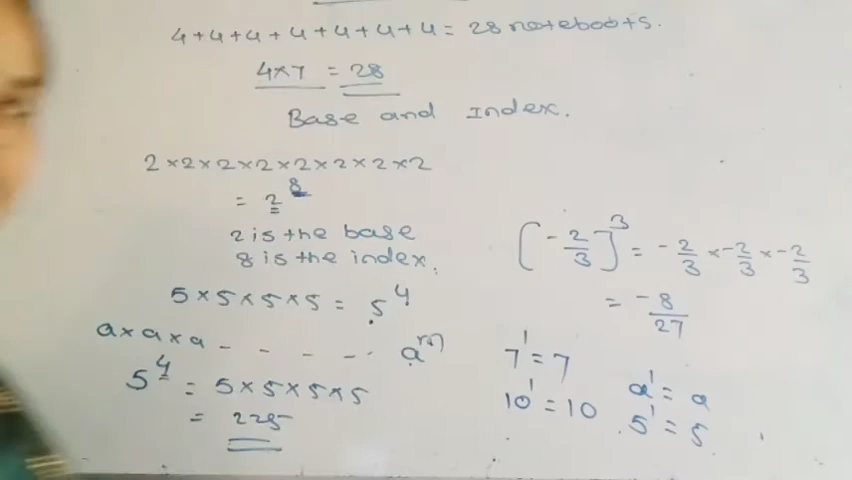 4+4+4+4+4+4+4 = 28 notebooks.
4×7 = 28
Base and Index.
2×2×2×2×2×2×2×2
= 2⁸
2 is the base
8 is the index.
5×5×5×5 = 5⁴
a×a×a - - - - - aᵐ
5⁴ = 5×5×5×5
= 225
[-2/3]³ = -2/3 × -2/3 × -2/3
= -8/27
7¹ = 7
10¹ = 10
a¹ = a
5¹ = 5